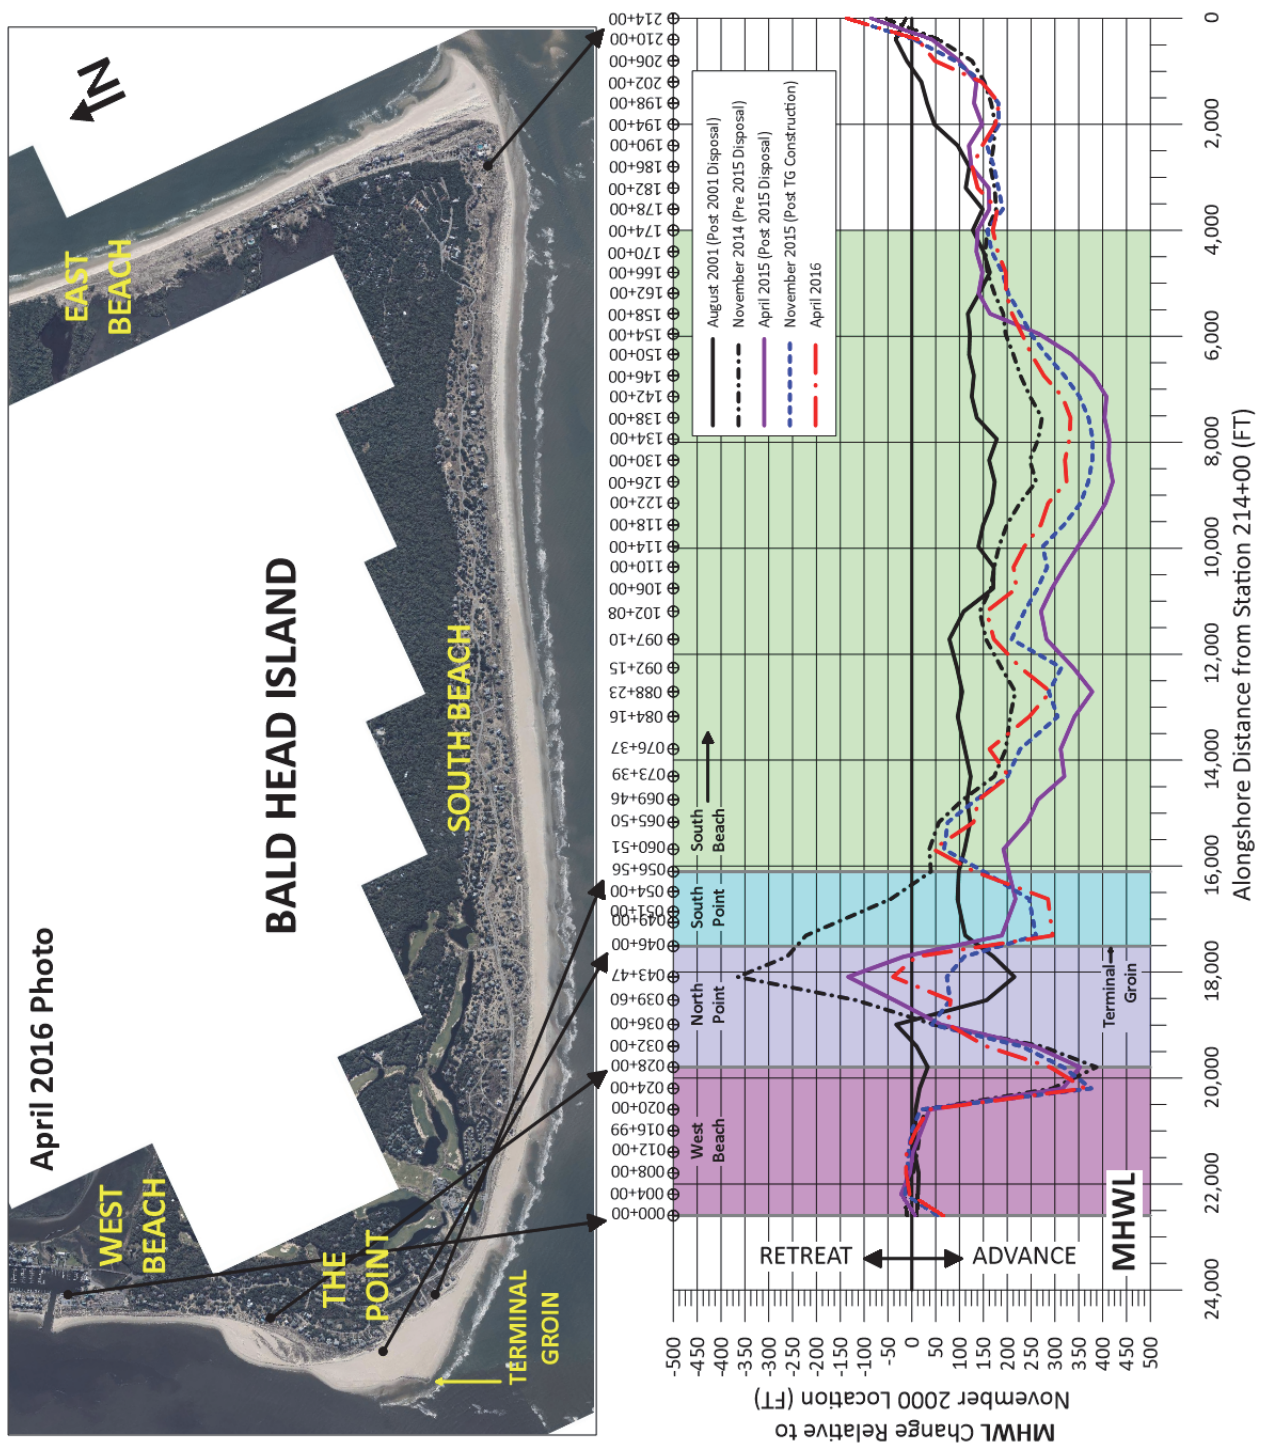 April 2016 Photo
N
BALD HEAD ISLAND
WEST
BEACH
THE
POINT
SOUTH BEACH
EAST
BEACH
TERMINAL
GROIN
000+00
004+00
008+00
012+00
016+99
020+00
024+00
028+00
032+00
036+00
039+60
043+47
046+00
049+00
051+00
054+00
056-56
060-51
065-50
069-46
073-39
076-37
084-16
088-23
092-15
097-10
102-08
106+00
110+00
114+00
118+00
122+00
126+00
130+00
134+00
138+00
142+00
146+00
150+00
154+00
158+00
162+00
166+00
170+00
174+00
178+00
182+00
186+00
190+00
194+00
198+00
202+00
206+00
210+00
214+00
West
Beach
North
Point
South
Point
South
Beach
August 2001 (Post 2001 Disposal)
November 2014 (Pre 2015 Disposal)
April 2015 (Post 2015 Disposal)
November 2015 (Post TG Construction)
April 2016
RETREAT
ADVANCE
Terminal
Groin
MHWL
-500
-450
-400
-350
-300
-250
-200
-150
-100
-50
0
50
100
150
200
250
300
350
400
450
500
MHWL Change Relative to
November 2000 Location (FT)
24,000
22,000
20,000
18,000
16,000
14,000
12,000
10,000
8,000
6,000
4,000
2,000
0
Alongshore Distance from Station 214+00 (FT)